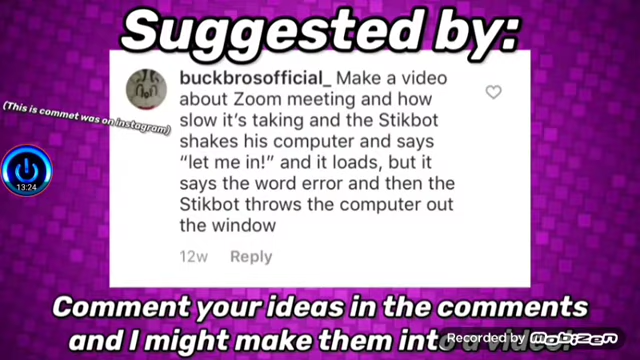 Suggested by:
buckbrosofficial_ Make a video
about Zoom meeting and how
slow it's taking and the Stikbot
shakes his computer and says
“let me in!” and it loads, but it
says the word error and then the
Stikbot throws the computer out
the window
12w Reply
(This is commet was on instagram)
13:24
Comment your ideas in the comments
and I might make them into a video!
Recorded by mobizen